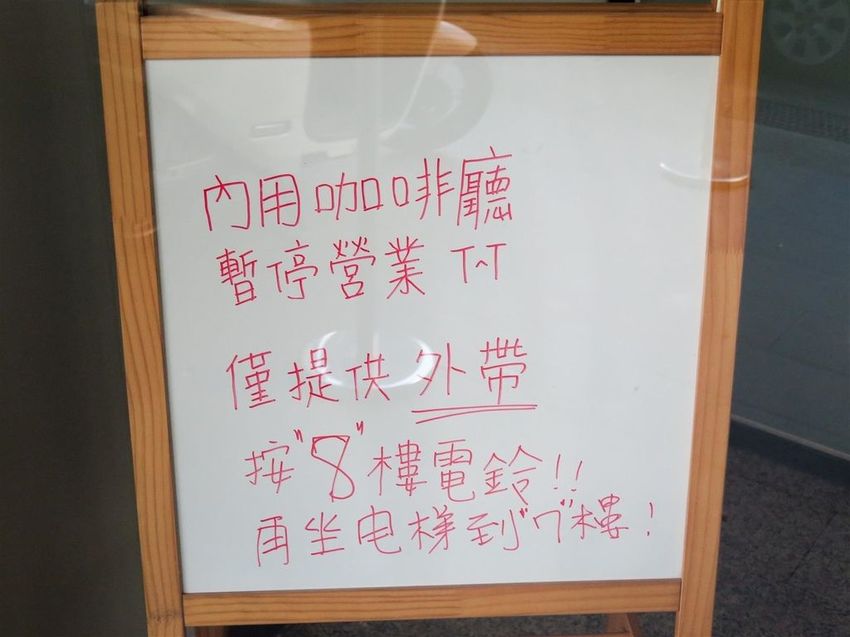 內用咖啡廳
暫停營業 T^T
僅提供外帶
按"8"樓電鈴!!
再坐电梯到"7"樓!